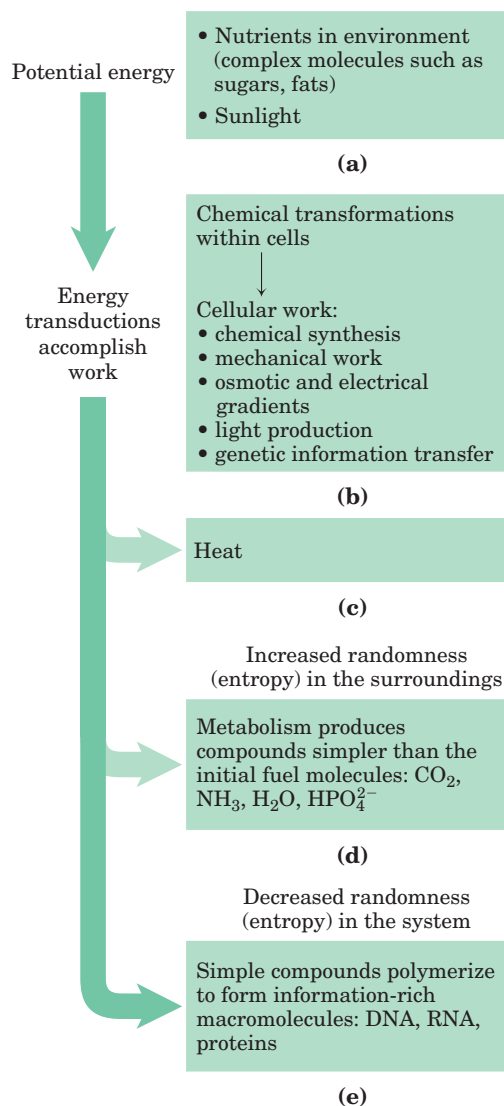 Potential energy
• Nutrients in environment
(complex molecules such as
sugars, fats)
• Sunlight
(a)
Energy
transductions
accomplish
work
Chemical transformations
within cells
Cellular work:
• chemical synthesis
• mechanical work
• osmotic and electrical
gradients
• light production
• genetic information transfer
(b)
Heat
(c)
Increased randomness
(entropy) in the surroundings
Metabolism produces
compounds simpler than the
initial fuel molecules: CO₂,
NH₃, H₂O, HPO₄²⁻
(d)
Decreased randomness
(entropy) in the system
Simple compounds polymerize
to form information-rich
macromolecules: DNA, RNA,
proteins
(e)